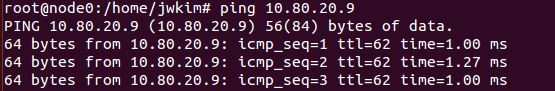 root@node0:/home/jwkim# ping 10.80.20.9
PING 10.80.20.9 (10.80.20.9) 56(84) bytes of data.
64 bytes from 10.80.20.9: icmp_seq=1 ttl=62 time=1.00 ms
64 bytes from 10.80.20.9: icmp_seq=2 ttl=62 time=1.27 ms
64 bytes from 10.80.20.9: icmp_seq=3 ttl=62 time=1.00 ms